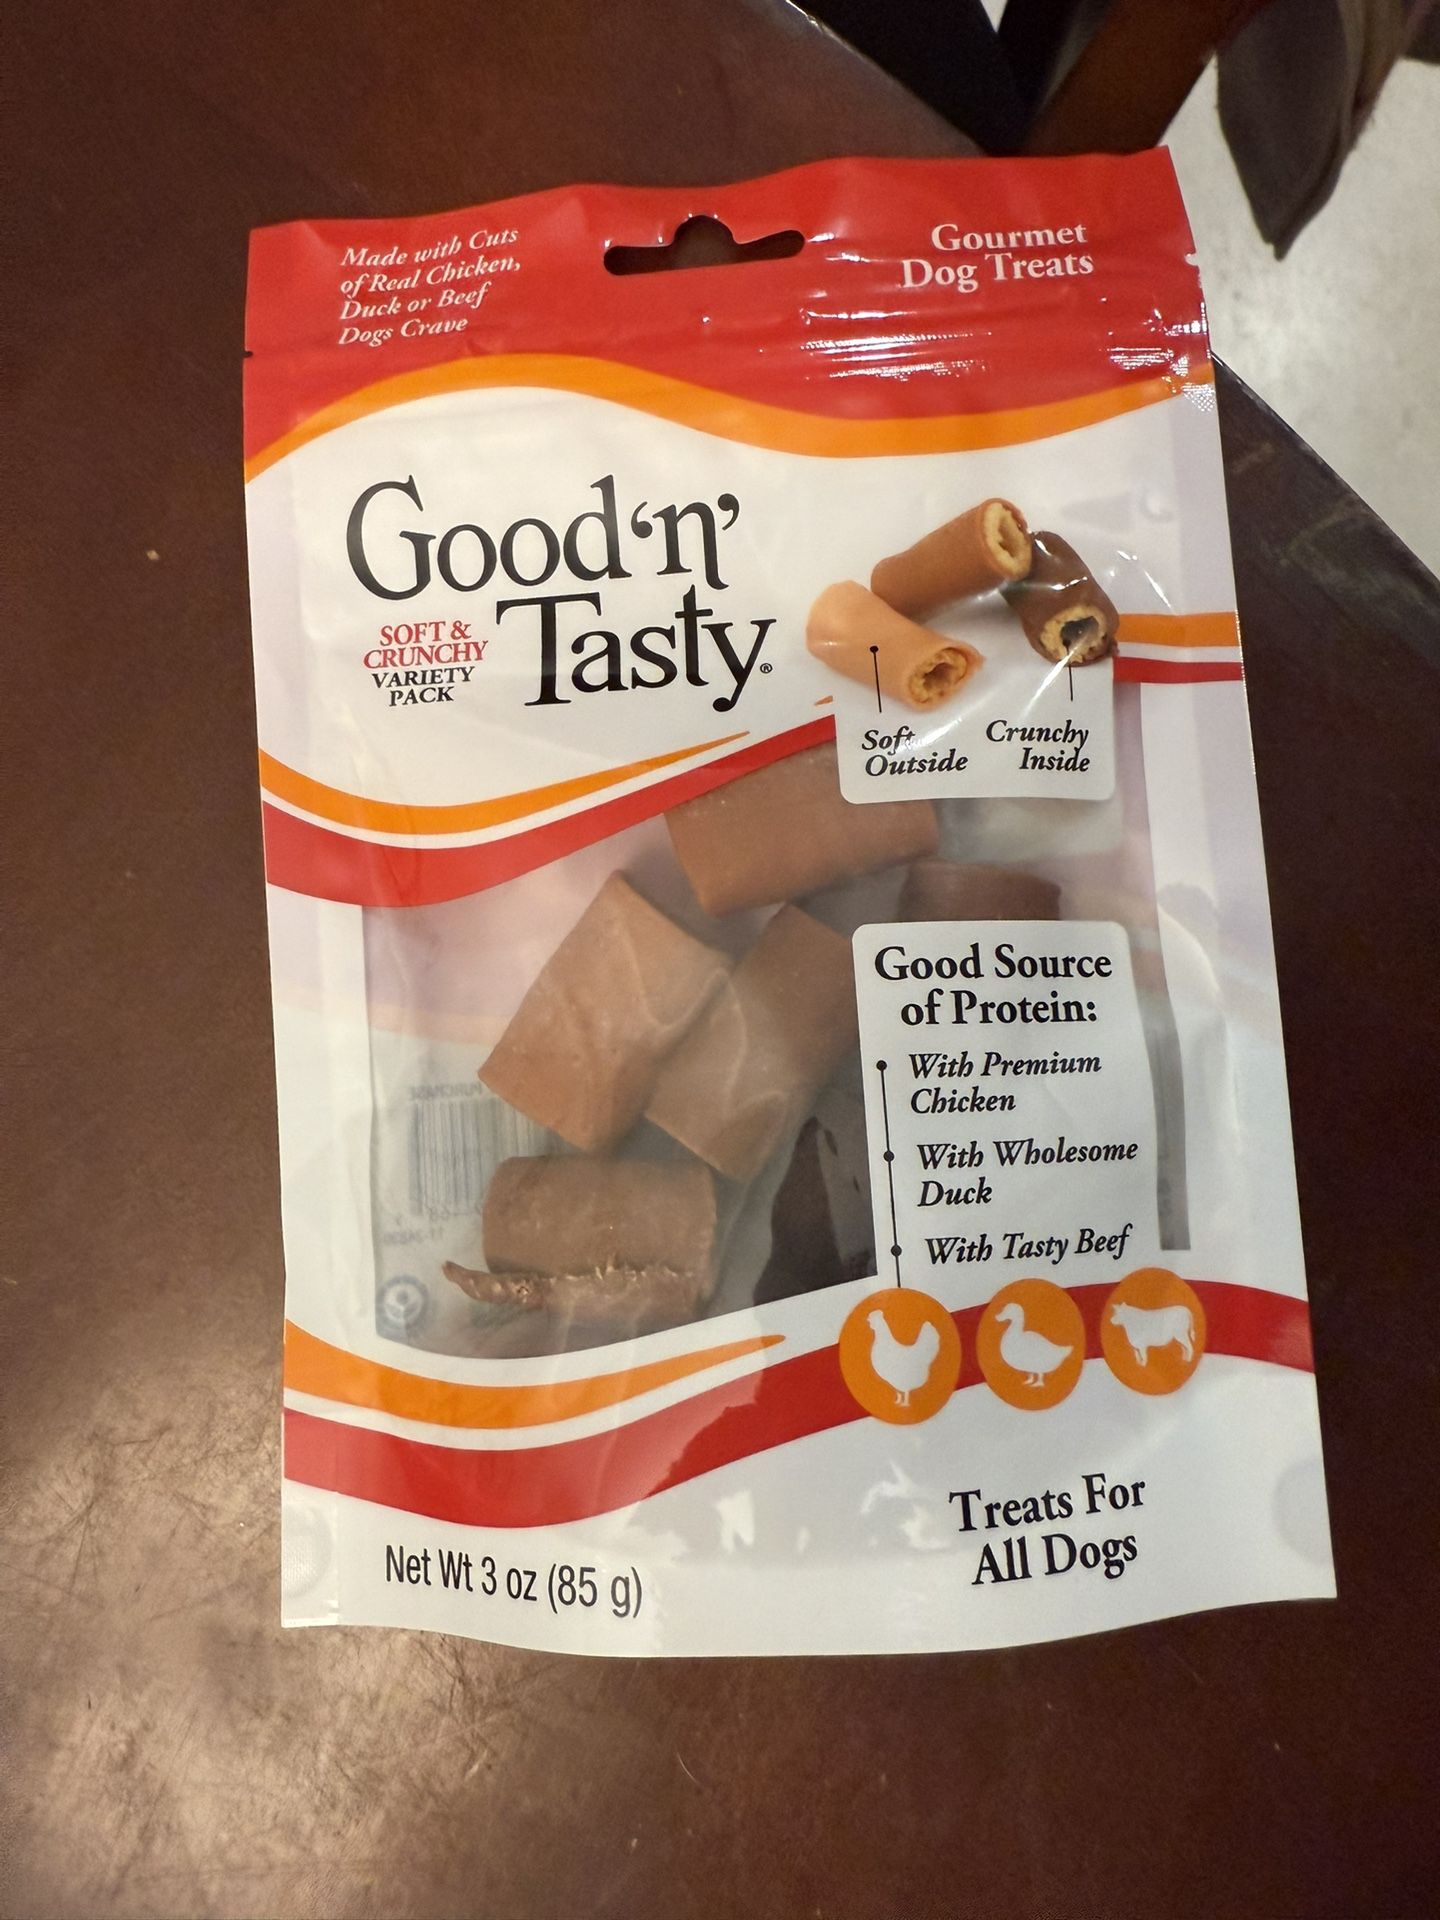 Made with Cuts
of Real Chicken,
Duck or Beef
Dogs Crave
Gourmet
Dog Treats
Good 'n'
Tasty®
SOFT &
CRUNCHY
VARIETY
PACK
Soft
Outside
Crunchy
Inside
Good Source
of Protein:
With Premium
Chicken
With Wholesome
Duck
With Tasty Beef
Treats For
All Dogs
Net Wt 3 oz (85 g)